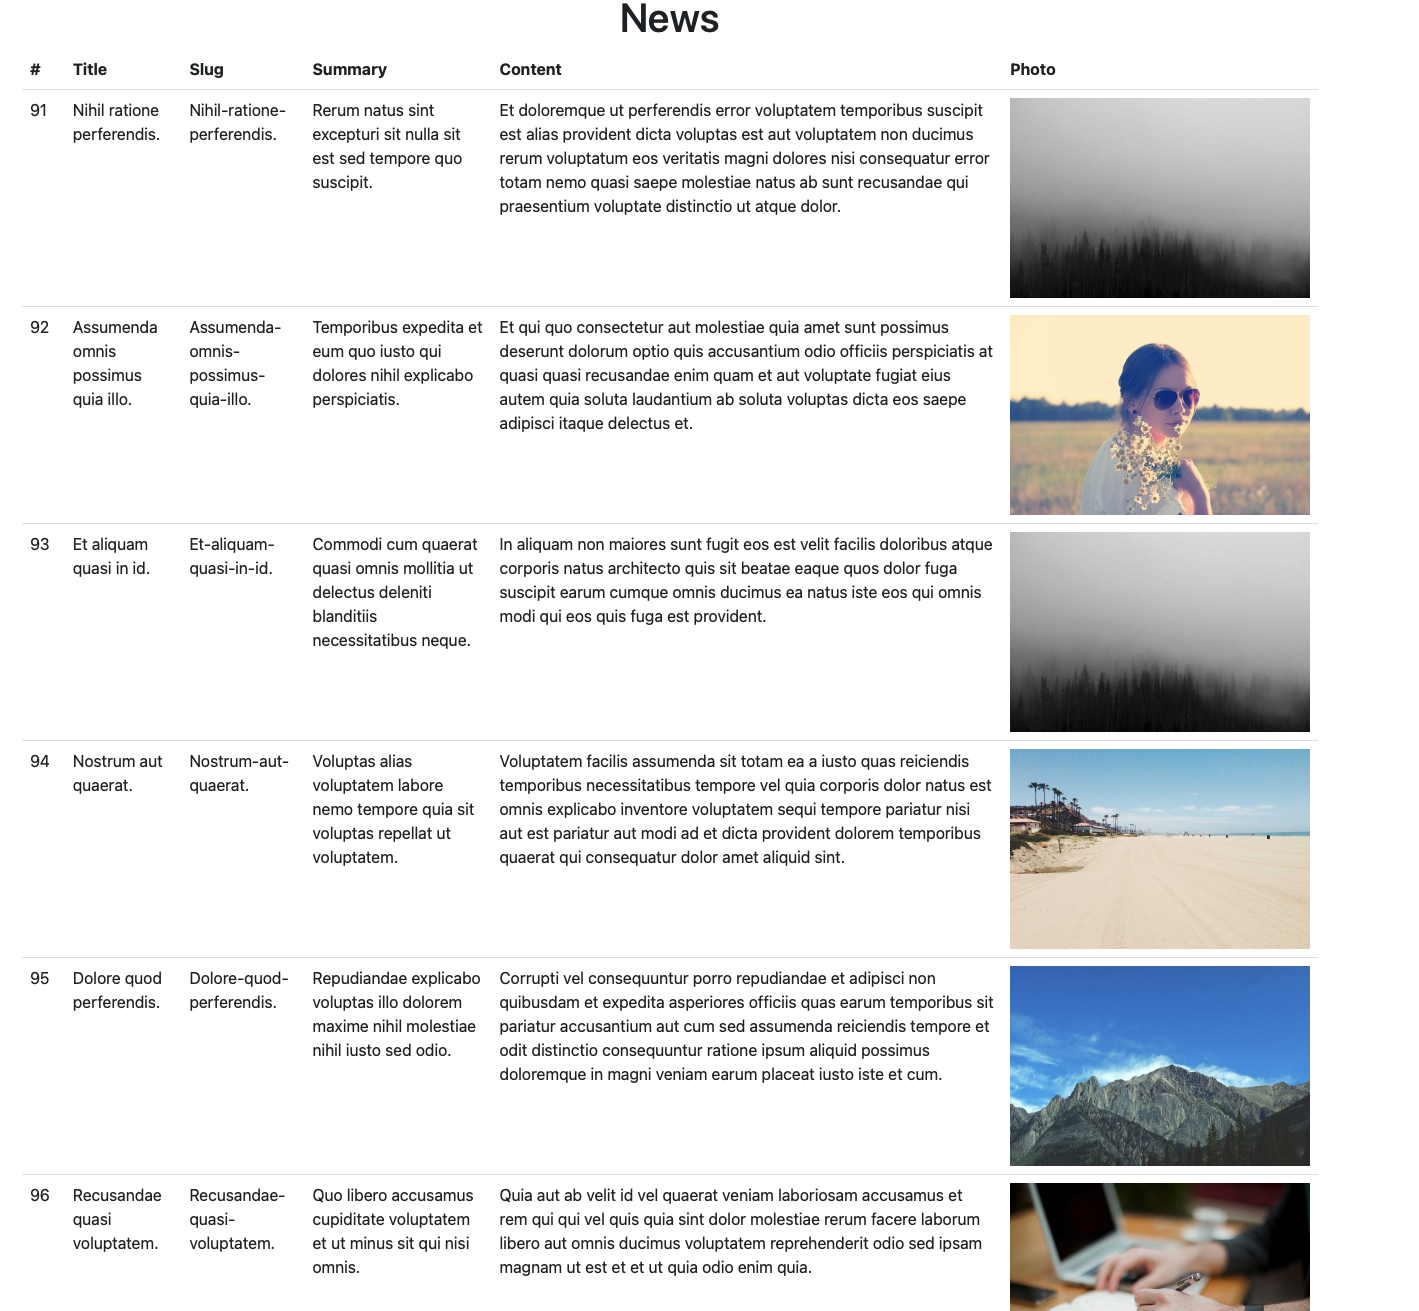 News
# Title Slug Summary Content Photo
91
Nihil ratione
perferendis.
Nihil-ratione-
perferendis.
Rerum natus sint
excepturi sit nulla sit
est sed tempore quo
suscipit.
Et doloremque ut perferendis error voluptatem temporibus suscipit
est alias provident dicta voluptas est aut voluptatem non ducimus
rerum voluptatum eos veritatis magni dolores nisi consequatur error
totam nemo quasi saepe molestiae natus ab sunt recusandae qui
praesentium voluptate distinctio ut atque dolor.
92
Assumenda
omnis
possimus
quia illo.
Assumenda-
omnis-
possimus-
quia-illo.
Temporibus expedita et
eum quo iusto qui
dolores nihil explicabo
perspiciatis.
Et qui quo consectetur aut molestiae quia amet sunt possimus
deserunt dolorum optio quis accusantium odio officiis perspiciatis at
quasi quasi recusandae enim quam et aut voluptate fugiat eius
autem quia soluta laudantium ab soluta voluptas dicta eos saepe
adipisci itaque delectus et.
93
Et aliquam
quasi in id.
Et-aliquam-
quasi-in-id.
Commodi cum quaerat
quasi omnis mollitia ut
delectus deleniti
blanditiis
necessitatibus neque.
In aliquam non maiores sunt fugit eos est velit facilis doloribus atque
corporis natus architecto quis sit beatae eaque quos dolor fuga
suscipit earum cumque omnis ducimus ea natus iste eos qui omnis
modi qui eos quis fuga est provident.
94
Nostrum aut
quaerat.
Nostrum-aut-
quaerat.
Voluptas alias
voluptatem labore
nemo tempore quia sit
voluptas repellat ut
voluptatem.
Voluptatem facilis assumenda sit totam ea a iusto quas reiciendis
temporibus necessitatibus tempore vel quia corporis dolor natus est
omnis explicabo inventore voluptatem sequi tempore pariatur nisi
aut est pariatur aut modi ad et dicta provident dolorem temporibus
quaerat qui consequatur dolor amet aliquid sint.
95
Dolore quod
perferendis.
Dolore-quod-
perferendis.
Repudiandae explicabo
voluptas illo dolorem
maxime nihil molestiae
nihil iusto sed odio.
Corrupti vel consequuntur porro repudiandae et adipisci non
quibusdam et expedita asperiores officiis quas earum temporibus sit
pariatur accusantium aut cum sed assumenda reiciendis tempore et
odit distinctio consequuntur ratione ipsum aliquid possimus
doloremque in magni veniam earum placeat iusto iste et cum.
96
Recusandae
quasi
voluptatem.
Recusandae-
quasi-
voluptatem.
Quo libero accusamus
cupiditate voluptatem
et ut minus sit qui nisi
omnis.
Quia aut ab velit id vel quaerat veniam laboriosam accusamus et
rem qui qui vel quis quia sint dolor molestiae rerum facere laborum
libero aut omnis ducimus voluptatem reprehenderit odio sed ipsam
magnam ut est et et ut quia odio enim quia.